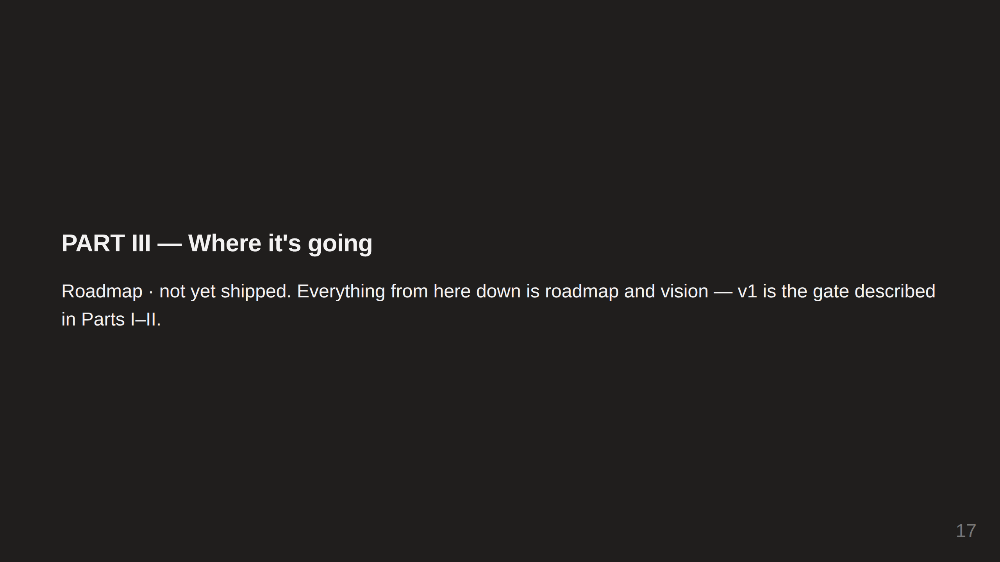 PART III — Where it's going
Roadmap · not yet shipped. Everything from here down is roadmap and vision — v1 is the gate described
in Parts I–II.
17